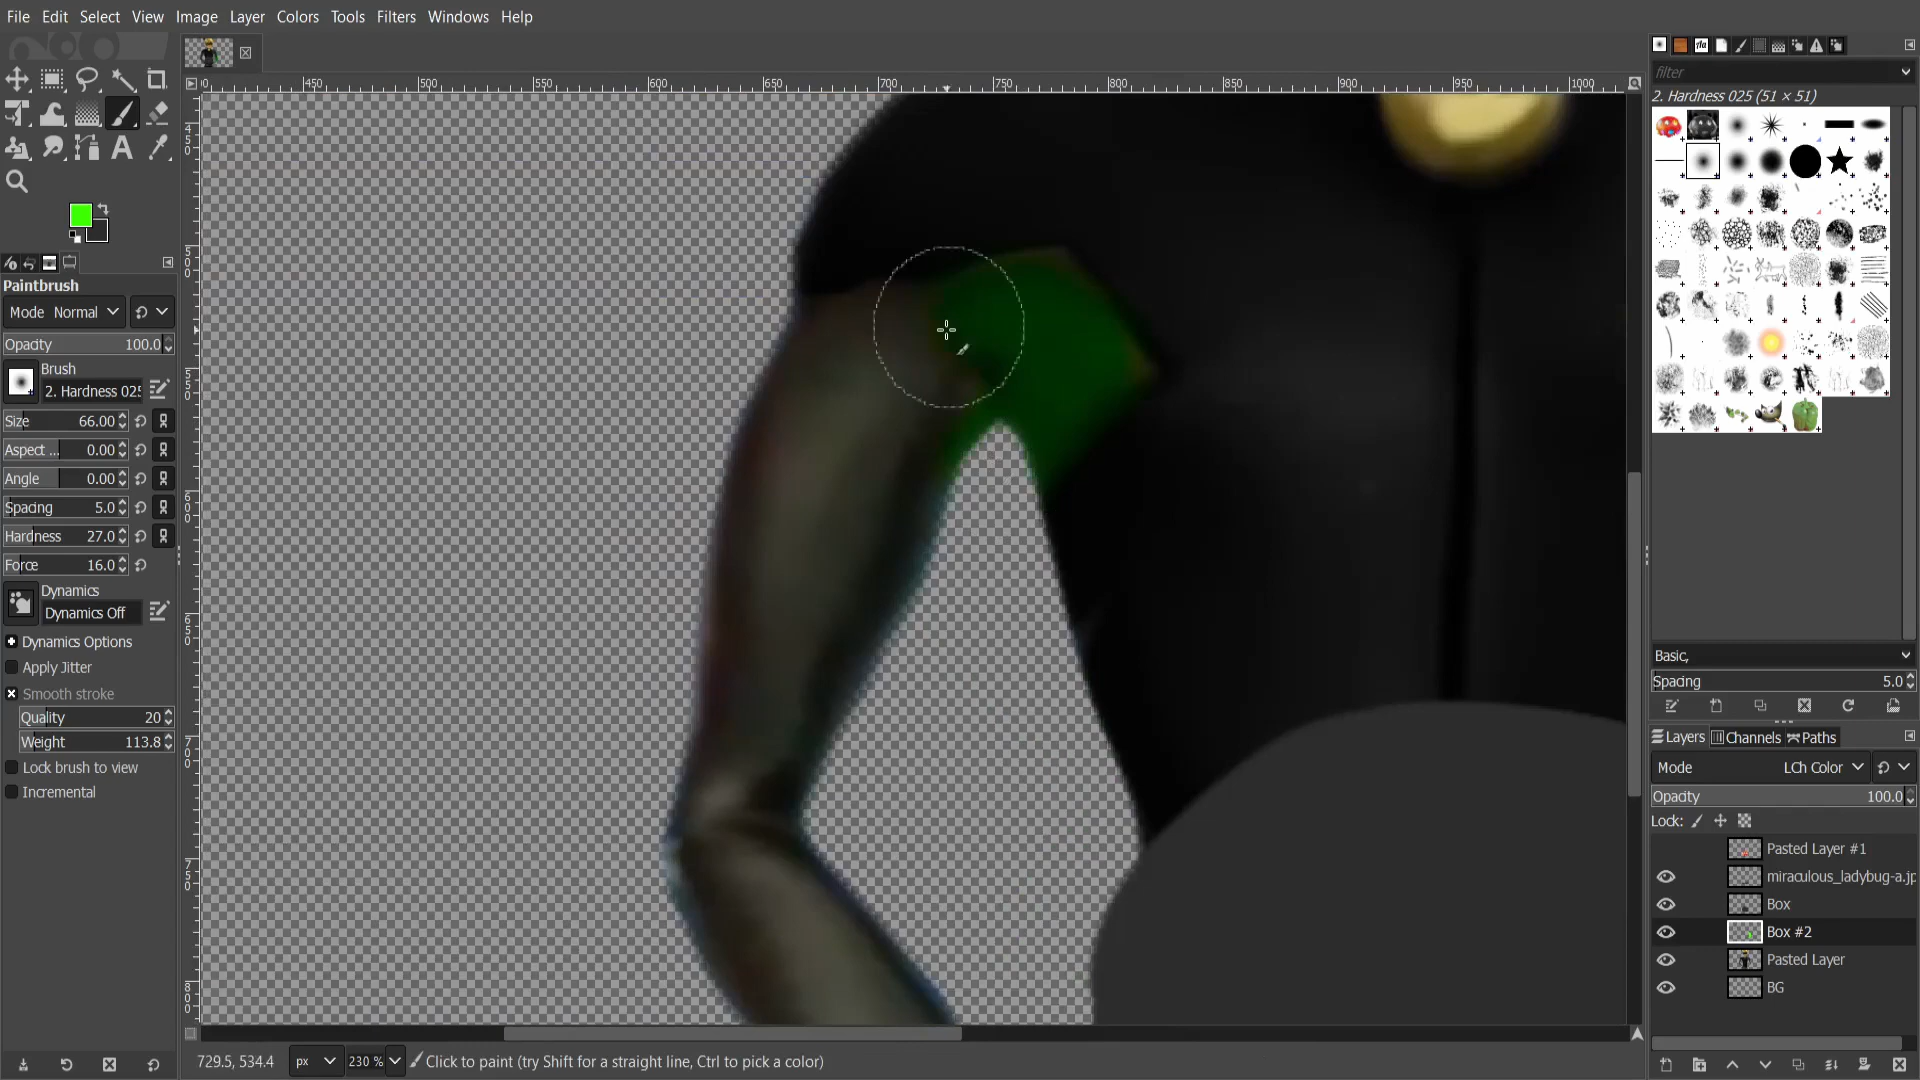 File Edit Select View Image Layer Colors Tools Filters Windows Help
450 500 550 600 650 700 750 800 850 900 950 1000
filter
2. Hardness 025 (51 × 51)
Paintbrush
Mode Normal
Opacity 100.0
Brush
2. Hardness 025
Size 66.00
Aspect ... 0.00
Angle 0.00
Spacing 5.0
Hardness 27.0
Force 16.0
Dynamics
Dynamics Off
Dynamics Options
Apply Jitter
Smooth stroke
Quality 20
Weight 113.8
Lock brush to view
Incremental
Basic,
Spacing 5.0
Layers Channels Paths
Mode LCh Color
Opacity 100.0
Lock:
Pasted Layer #1
miraculous_ladybug-a.jp
Box
Box #2
Pasted Layer
BG
729.5, 534.4 px 230 % Click to paint (try Shift for a straight line, Ctrl to pick a color)